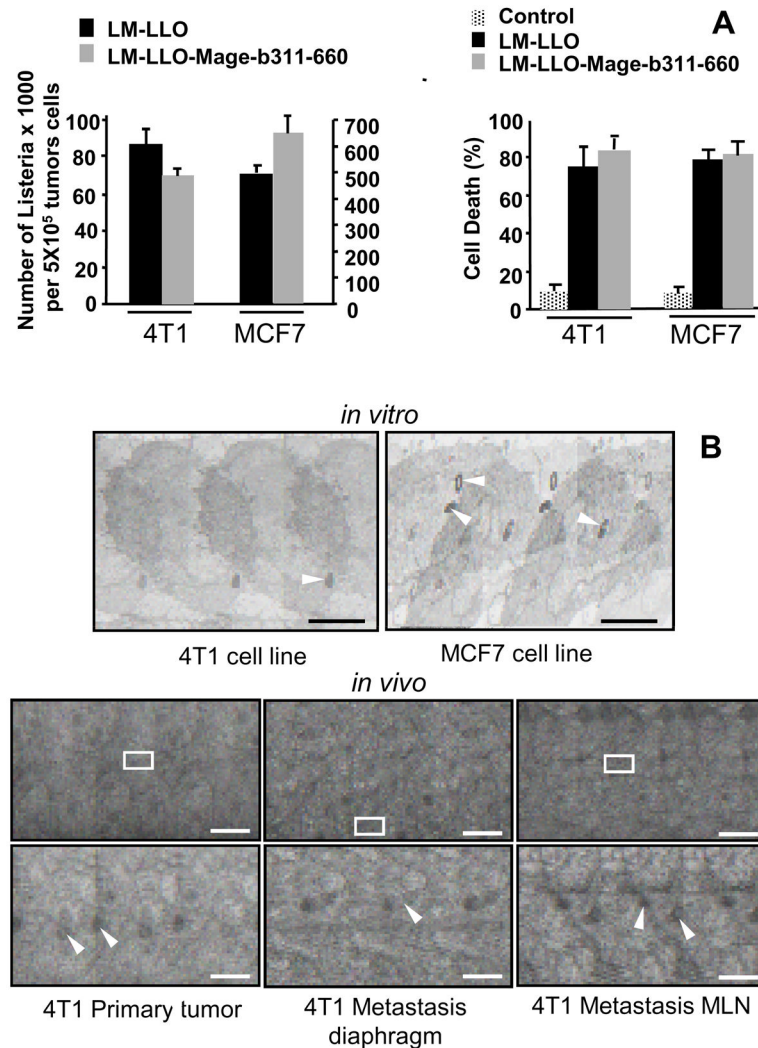 LM-LLO
LM-LLO-Mage-b311-660
Number of Listeria x 1000
per 5X10⁵ tumors cells
100
80
60
40
20
0
700
600
500
400
300
200
100
0
4T1
MCF7
Control
A
LM-LLO
LM-LLO-Mage-b311-660
Cell Death (%)
100
80
60
40
20
0
4T1
MCF7
in vitro
B
4T1 cell line
MCF7 cell line
in vivo
4T1 Primary tumor
4T1 Metastasis
diaphragm
4T1 Metastasis MLN